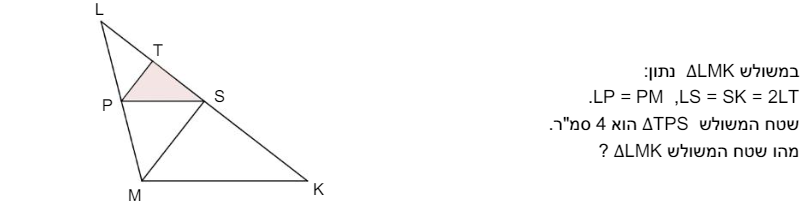 במשולש ΔLMK נתון:
LP = PM ,LS = SK = 2LT.
שטח המשולש ΔTPS הוא 4 סמ"ר.
מהו שטח המשולש ΔLMK ?
L
T
P
S
M
K